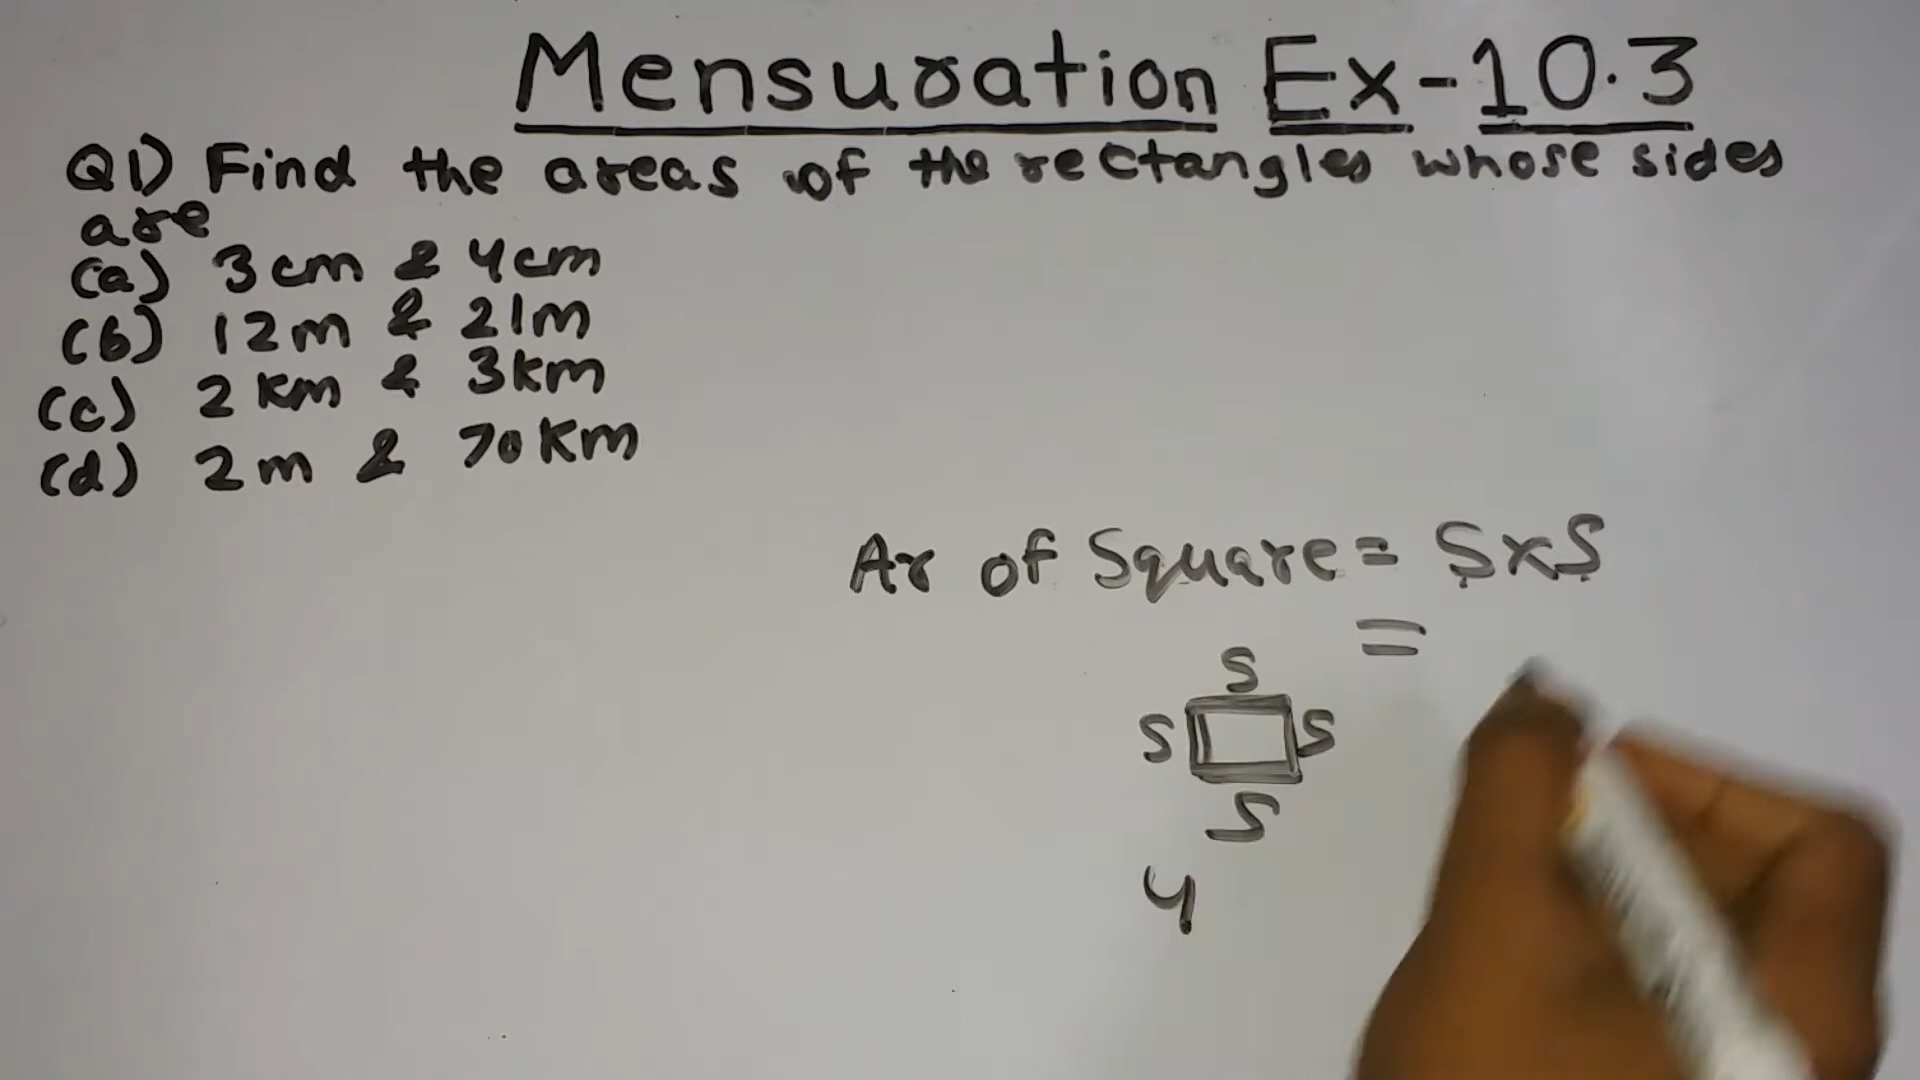 Mensuration Ex-10.3
Q1) Find the areas of the rectangles whose sides
are
(a) 3cm & 4cm
(b) 12m & 21m
(c) 2km & 3km
(d) 2m & 70km
Ar of Square = S×S
=
S
S S
S
4